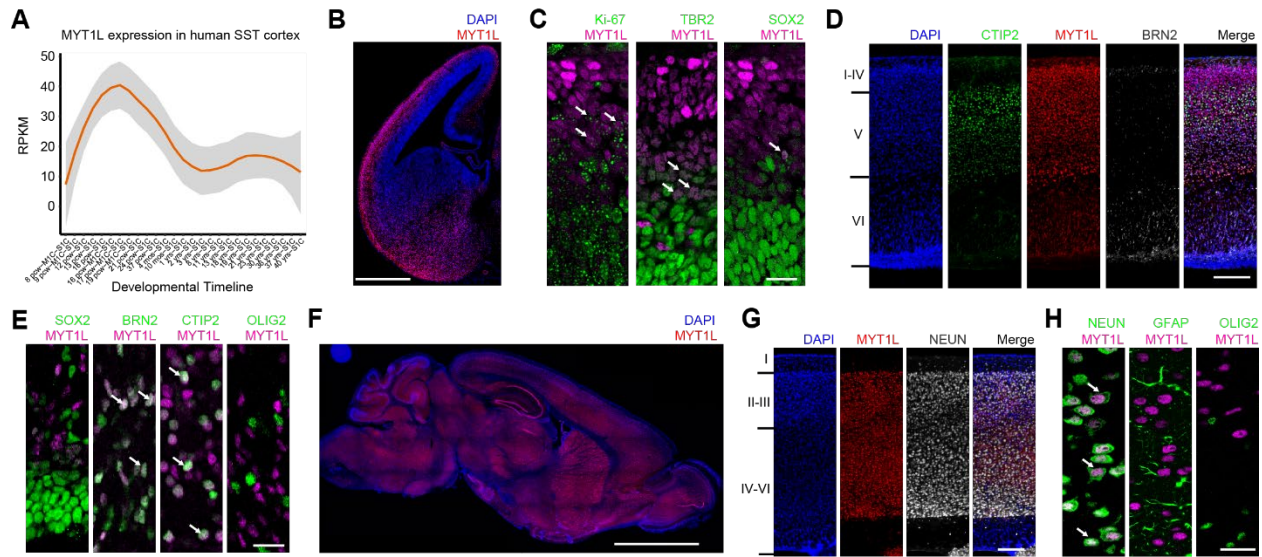 A
MYT1L expression in human SST cortex
RPKM
50
40
30
20
10
0
Developmental Timeline
B
DAPI
MYT1L
C
Ki-67 TBR2 SOX2
MYT1L MYT1L MYT1L
D
DAPI CTIP2 MYT1L BRN2 Merge
I-IV
V
VI
E
SOX2 BRN2 CTIP2 OLIG2
MYT1L MYT1L MYT1L MYT1L
F
DAPI
MYT1L
G
DAPI MYT1L NEUN Merge
I
II-III
IV-VI
H
NEUN GFAP OLIG2
MYT1L MYT1L MYT1L